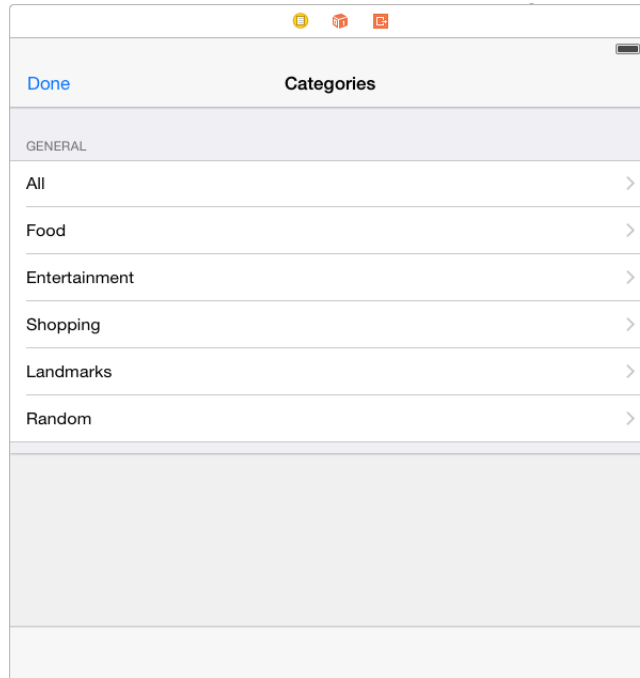 Done
Categories
GENERAL
All
Food
Entertainment
Shopping
Landmarks
Random